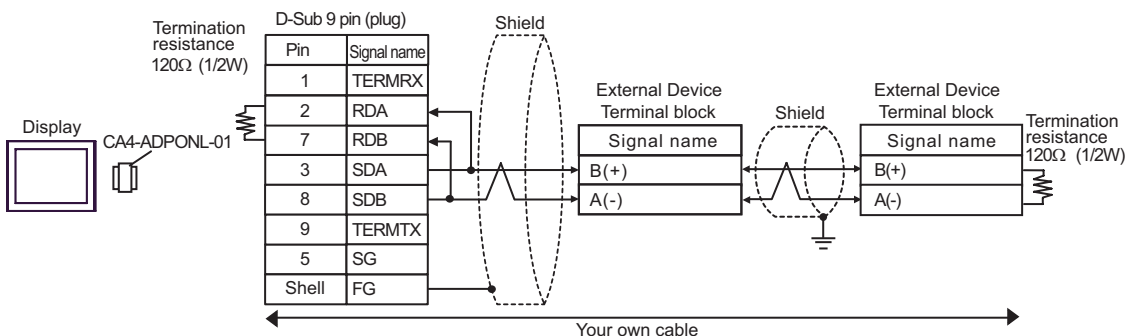 Display
CA4-ADPONL-01
Termination
resistance
120Ω (1/2W)
D-Sub 9 pin (plug)
Pin Signal name
1 TERMRX
2 RDA
7 RDB
3 SDA
8 SDB
9 TERMTX
5 SG
Shell FG
Shield
External Device
Terminal block
Signal name
B(+)
A(-)
Shield
External Device
Terminal block
Signal name
B(+)
A(-)
Termination
resistance
120Ω (1/2W)
Your own cable